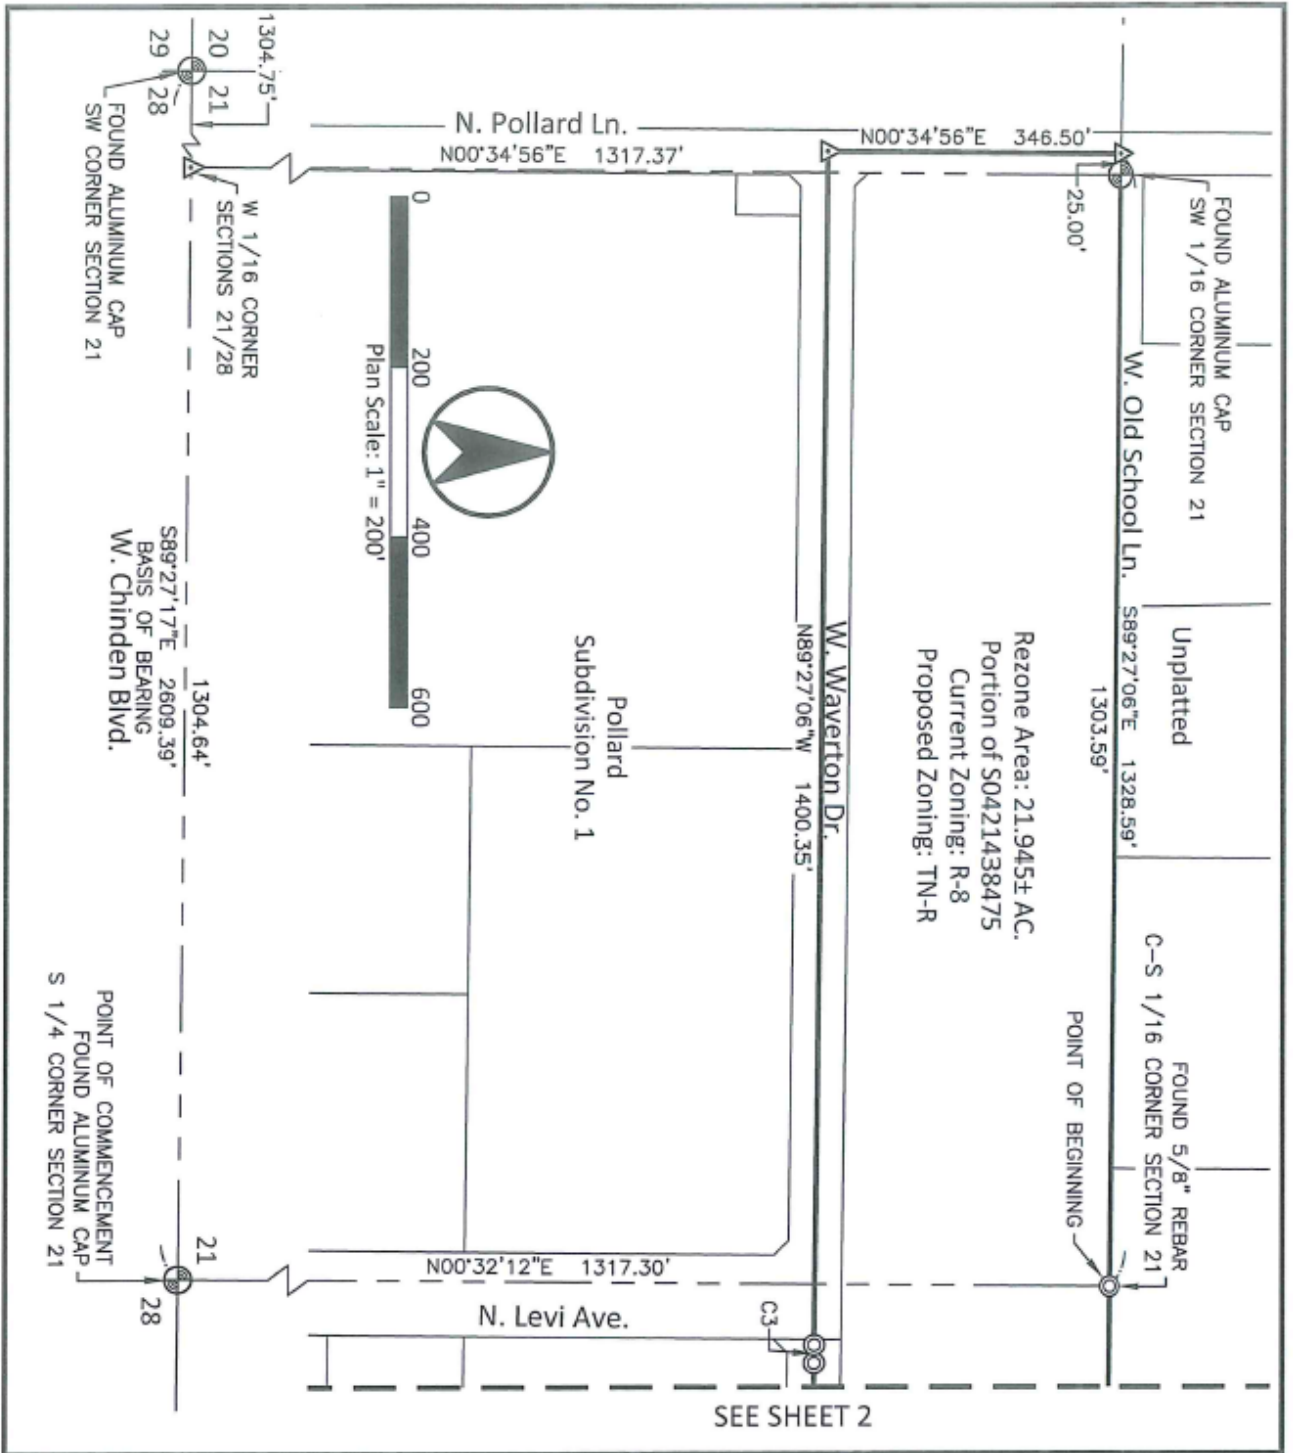 FOUND ALUMINUM CAP
SW 1/16 CORNER SECTION 21
Unplatted
FOUND 5/8" REBAR
C-S 1/16 CORNER SECTION 21
W. Old School Ln.
S89°27'06"E 1328.59'
1303.59'
25.00'
POINT OF BEGINNING
N00°34'56"E 346.50'
Rezone Area: 21.945± AC.
Portion of S0421438475
Current Zoning: R-8
Proposed Zoning: TN-R
W. Waverton Dr.
N89°27'06"W 1400.35'
C3
SEE SHEET 2
N. Pollard Ln.
N00°34'56"E 1317.37'
Pollard
Subdivision No. 1
N. Levi Ave.
N00°32'12"E 1317.30'
0 200 400 600
Plan Scale: 1" = 200'
1304.75'
20 21
29 28
W 1/16 CORNER
SECTIONS 21/28
FOUND ALUMINUM CAP
SW CORNER SECTION 21
1304.64'
S89°27'17"E 2609.39'
BASIS OF BEARING
W. Chinden Blvd.
21
28
POINT OF COMMENCEMENT
FOUND ALUMINUM CAP
S 1/4 CORNER SECTION 21